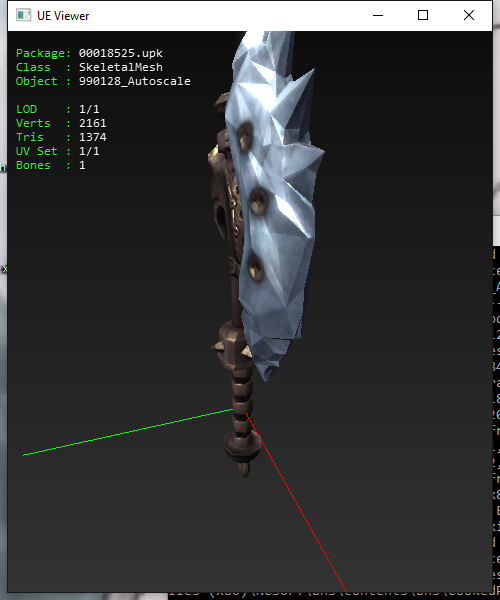 UE Viewer
Package: 00018525.upk
Class : SkeletalMesh
Object : 990128_Autoscale
LOD : 1/1
Verts : 2161
Tris : 1374
UV Set : 1/1
Bones : 1